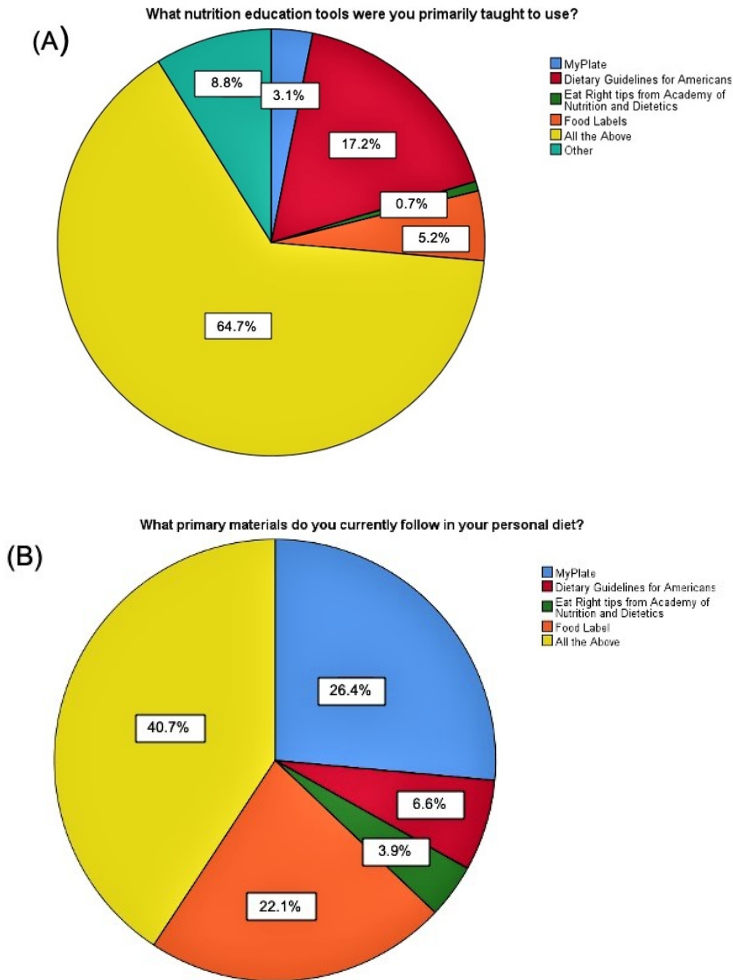 What nutrition education tools were you primarily taught to use?
(A)
8.8%
3.1%
17.2%
0.7%
5.2%
64.7%
MyPlate
Dietary Guidelines for Americans
Eat Right tips from Academy of
Nutrition and Dietetics
Food Labels
All the Above
Other
What primary materials do you currently follow in your personal diet?
(B)
26.4%
40.7%
6.6%
3.9%
22.1%
MyPlate
Dietary Guidelines for Americans
Eat Right tips from Academy of
Nutrition and Dietetics
Food Label
All the Above